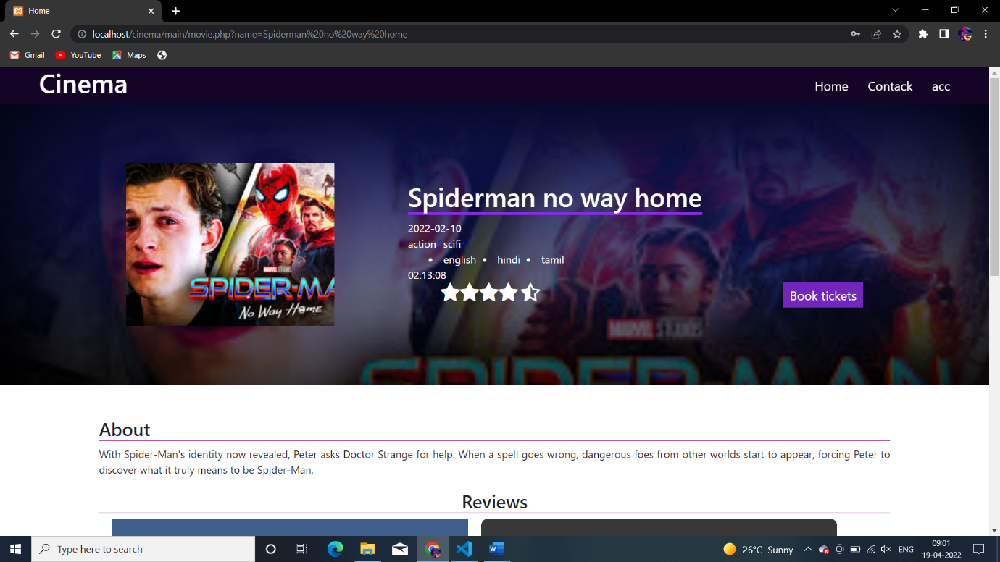 Home
localhost/cinema/main/movie.php?name=Spiderman%20no%20way%20home
Gmail YouTube Maps
Cinema
Home Contack acc
Spiderman no way home
2022-02-10
action/ scifi/
• english • hindi • tamil
02:13:08
Book tickets
MARVEL STUDIOS
SPIDER-MA
No Way Home
MARVEL STUDIOS
SPIDER-MAN
About
With Spider-Man's identity now revealed, Peter asks Doctor Strange for help. When a spell goes wrong, dangerous foes from other worlds start to appear, forcing Peter to
discover what it truly means to be Spider-Man.
Reviews
Type here to search
26°C Sunny
ENG
09:01
19-04-2022